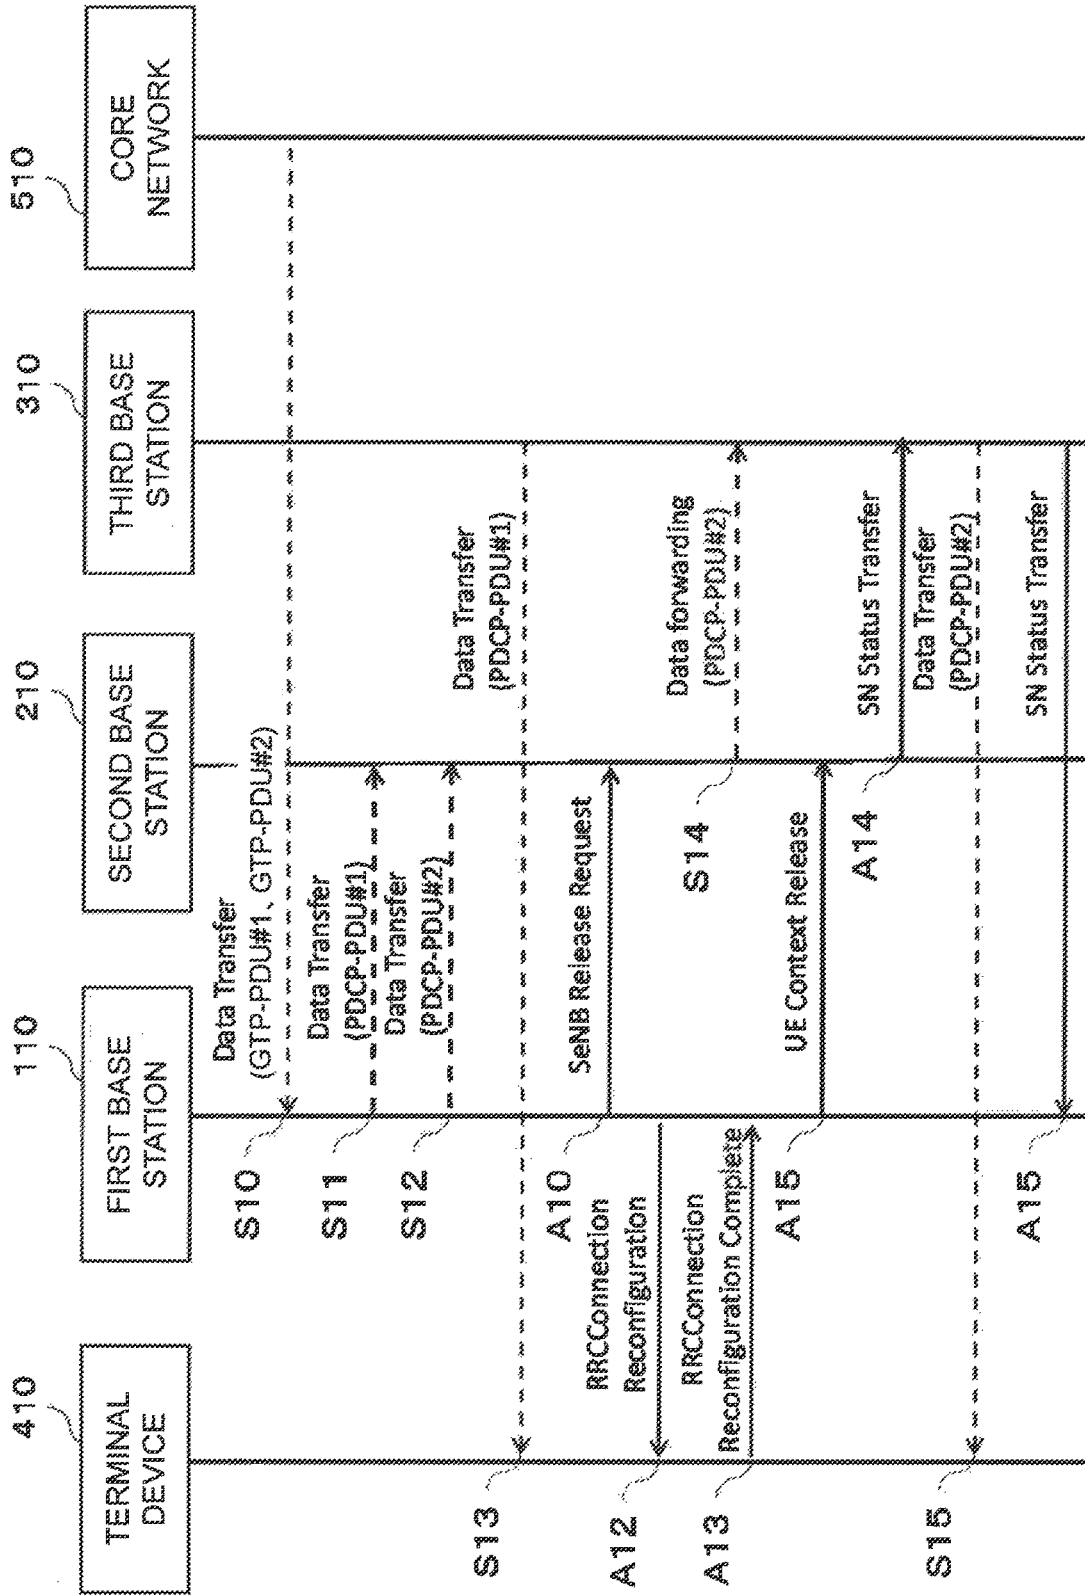 410
TERMINAL
DEVICE
110
FIRST BASE
STATION
210
SECOND BASE
STATION
310
THIRD BASE
STATION
510
CORE
NETWORK
S10
Data Transfer
(GTP-PDU#1, GTP-PDU#2)
S11
Data Transfer
(PDCP-PDU#1)
S12
Data Transfer
(PDCP-PDU#2)
S13
Data Transfer
(PDCP-PDU#1)
A10
SeNB Release Request
A12
RRCConnection
Reconfiguration
A13
RRCConnection
Reconfiguration Complete
S14
Data forwarding
(PDCP-PDU#2)
A15
UE Context Release
A14
SN Status Transfer
S15
Data Transfer
(PDCP-PDU#2)
A15
SN Status Transfer